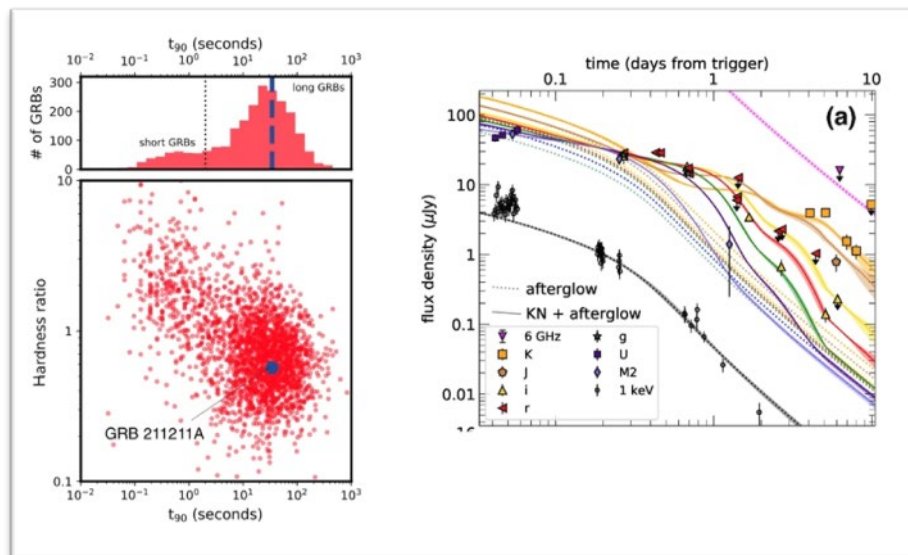 t₉₀ (seconds)
10⁻² 10⁻¹ 10⁰ 10¹ 10² 10³
# of GRBs
300
200
100
0
short GRBs
long GRBs
Hardness ratio
10
1
0.1
GRB 211211A
10⁻² 10⁻¹ 10⁰ 10¹ 10² 10³
t₉₀ (seconds)
time (days from trigger)
0.1 1 10
(a)
flux density (μJy)
100
10
1
0.1
0.01
afterglow
KN + afterglow
6 GHz
K
J
i
r
g
U
M2
1 keV